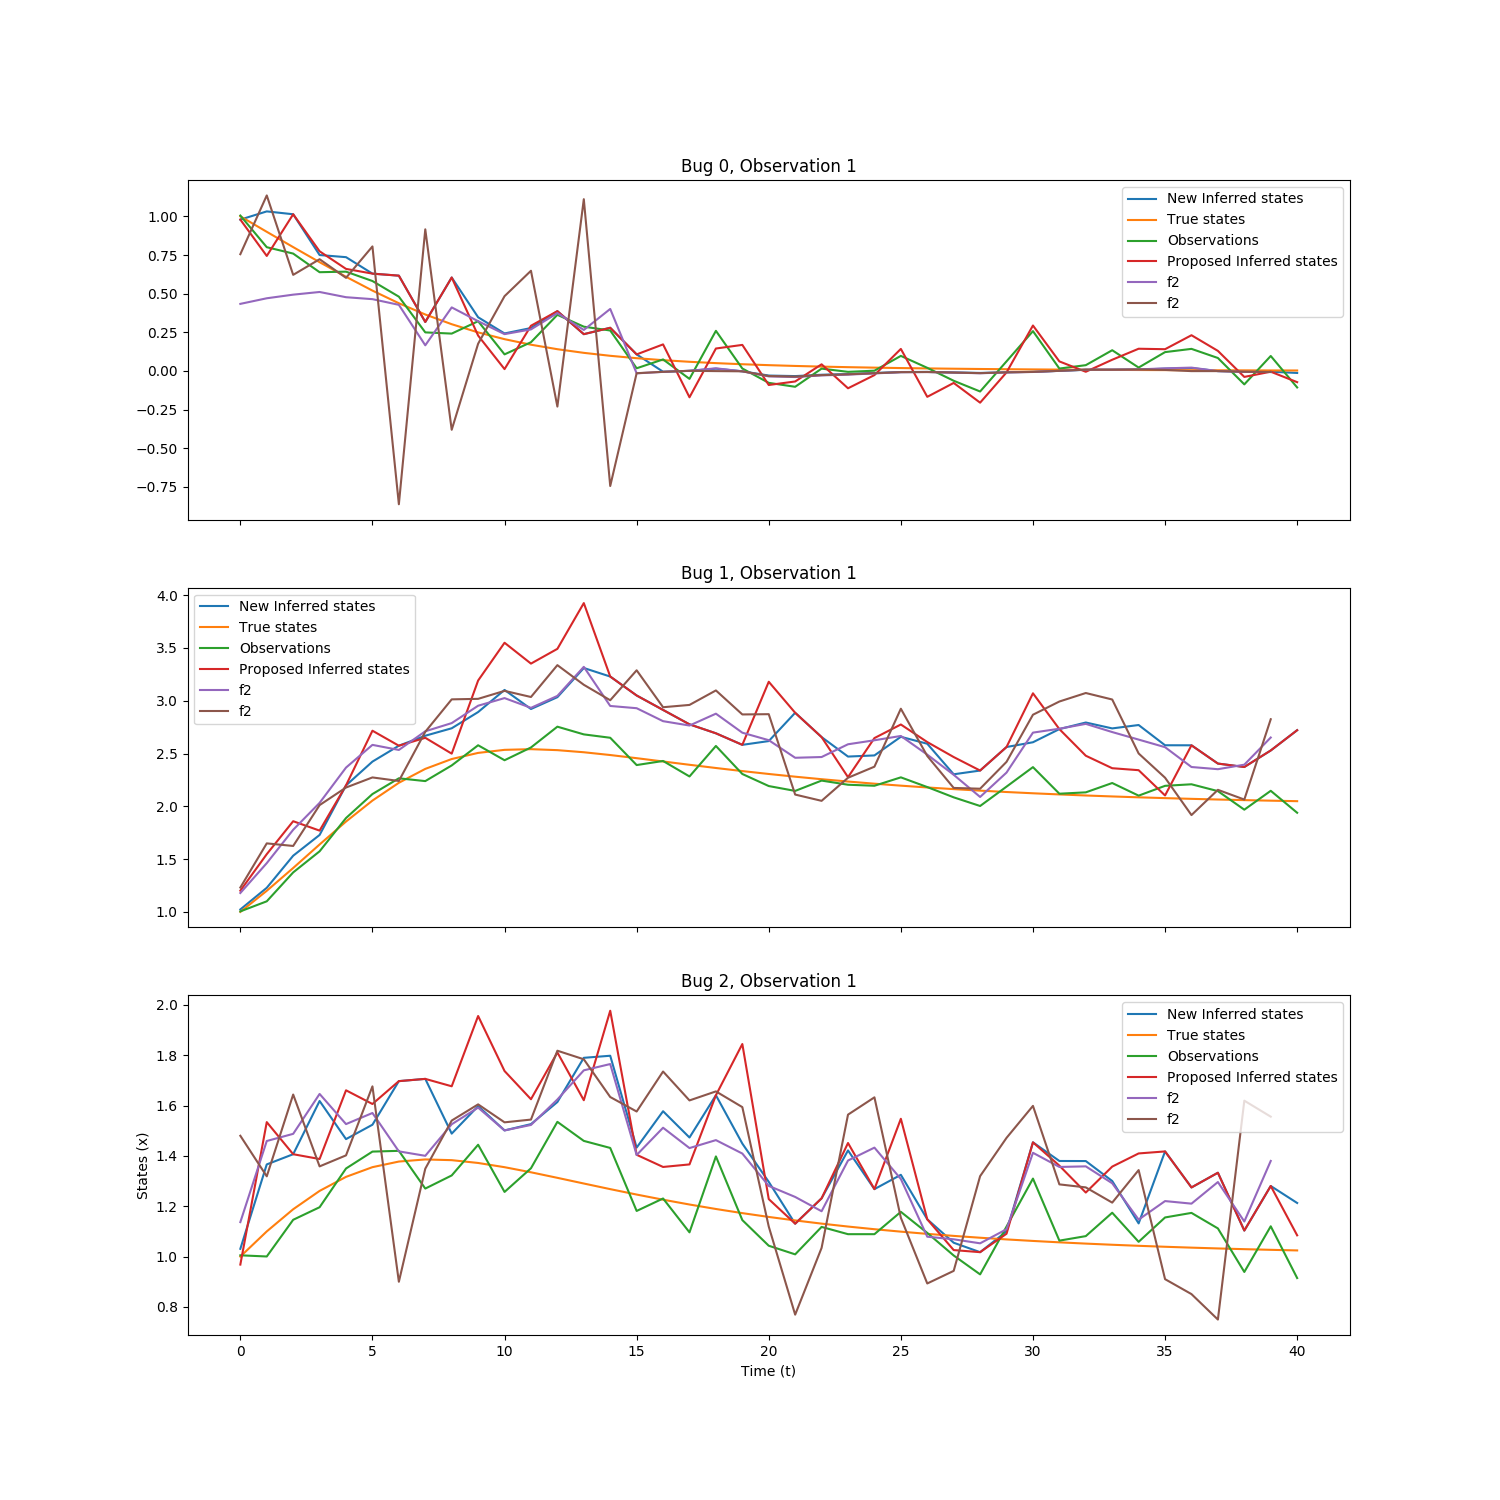 Bug 0, Observation 1
1.00
0.75
0.50
0.25
0.00
−0.25
−0.50
−0.75
New Inferred states
True states
Observations
Proposed Inferred states
f2
f2
Bug 1, Observation 1
4.0
3.5
3.0
2.5
2.0
1.5
1.0
New Inferred states
True states
Observations
Proposed Inferred states
f2
f2
Bug 2, Observation 1
2.0
1.8
1.6
1.4
1.2
1.0
0.8
States (x)
New Inferred states
True states
Observations
Proposed Inferred states
f2
f2
0 5 10 15 20 25 30 35 40
Time (t)